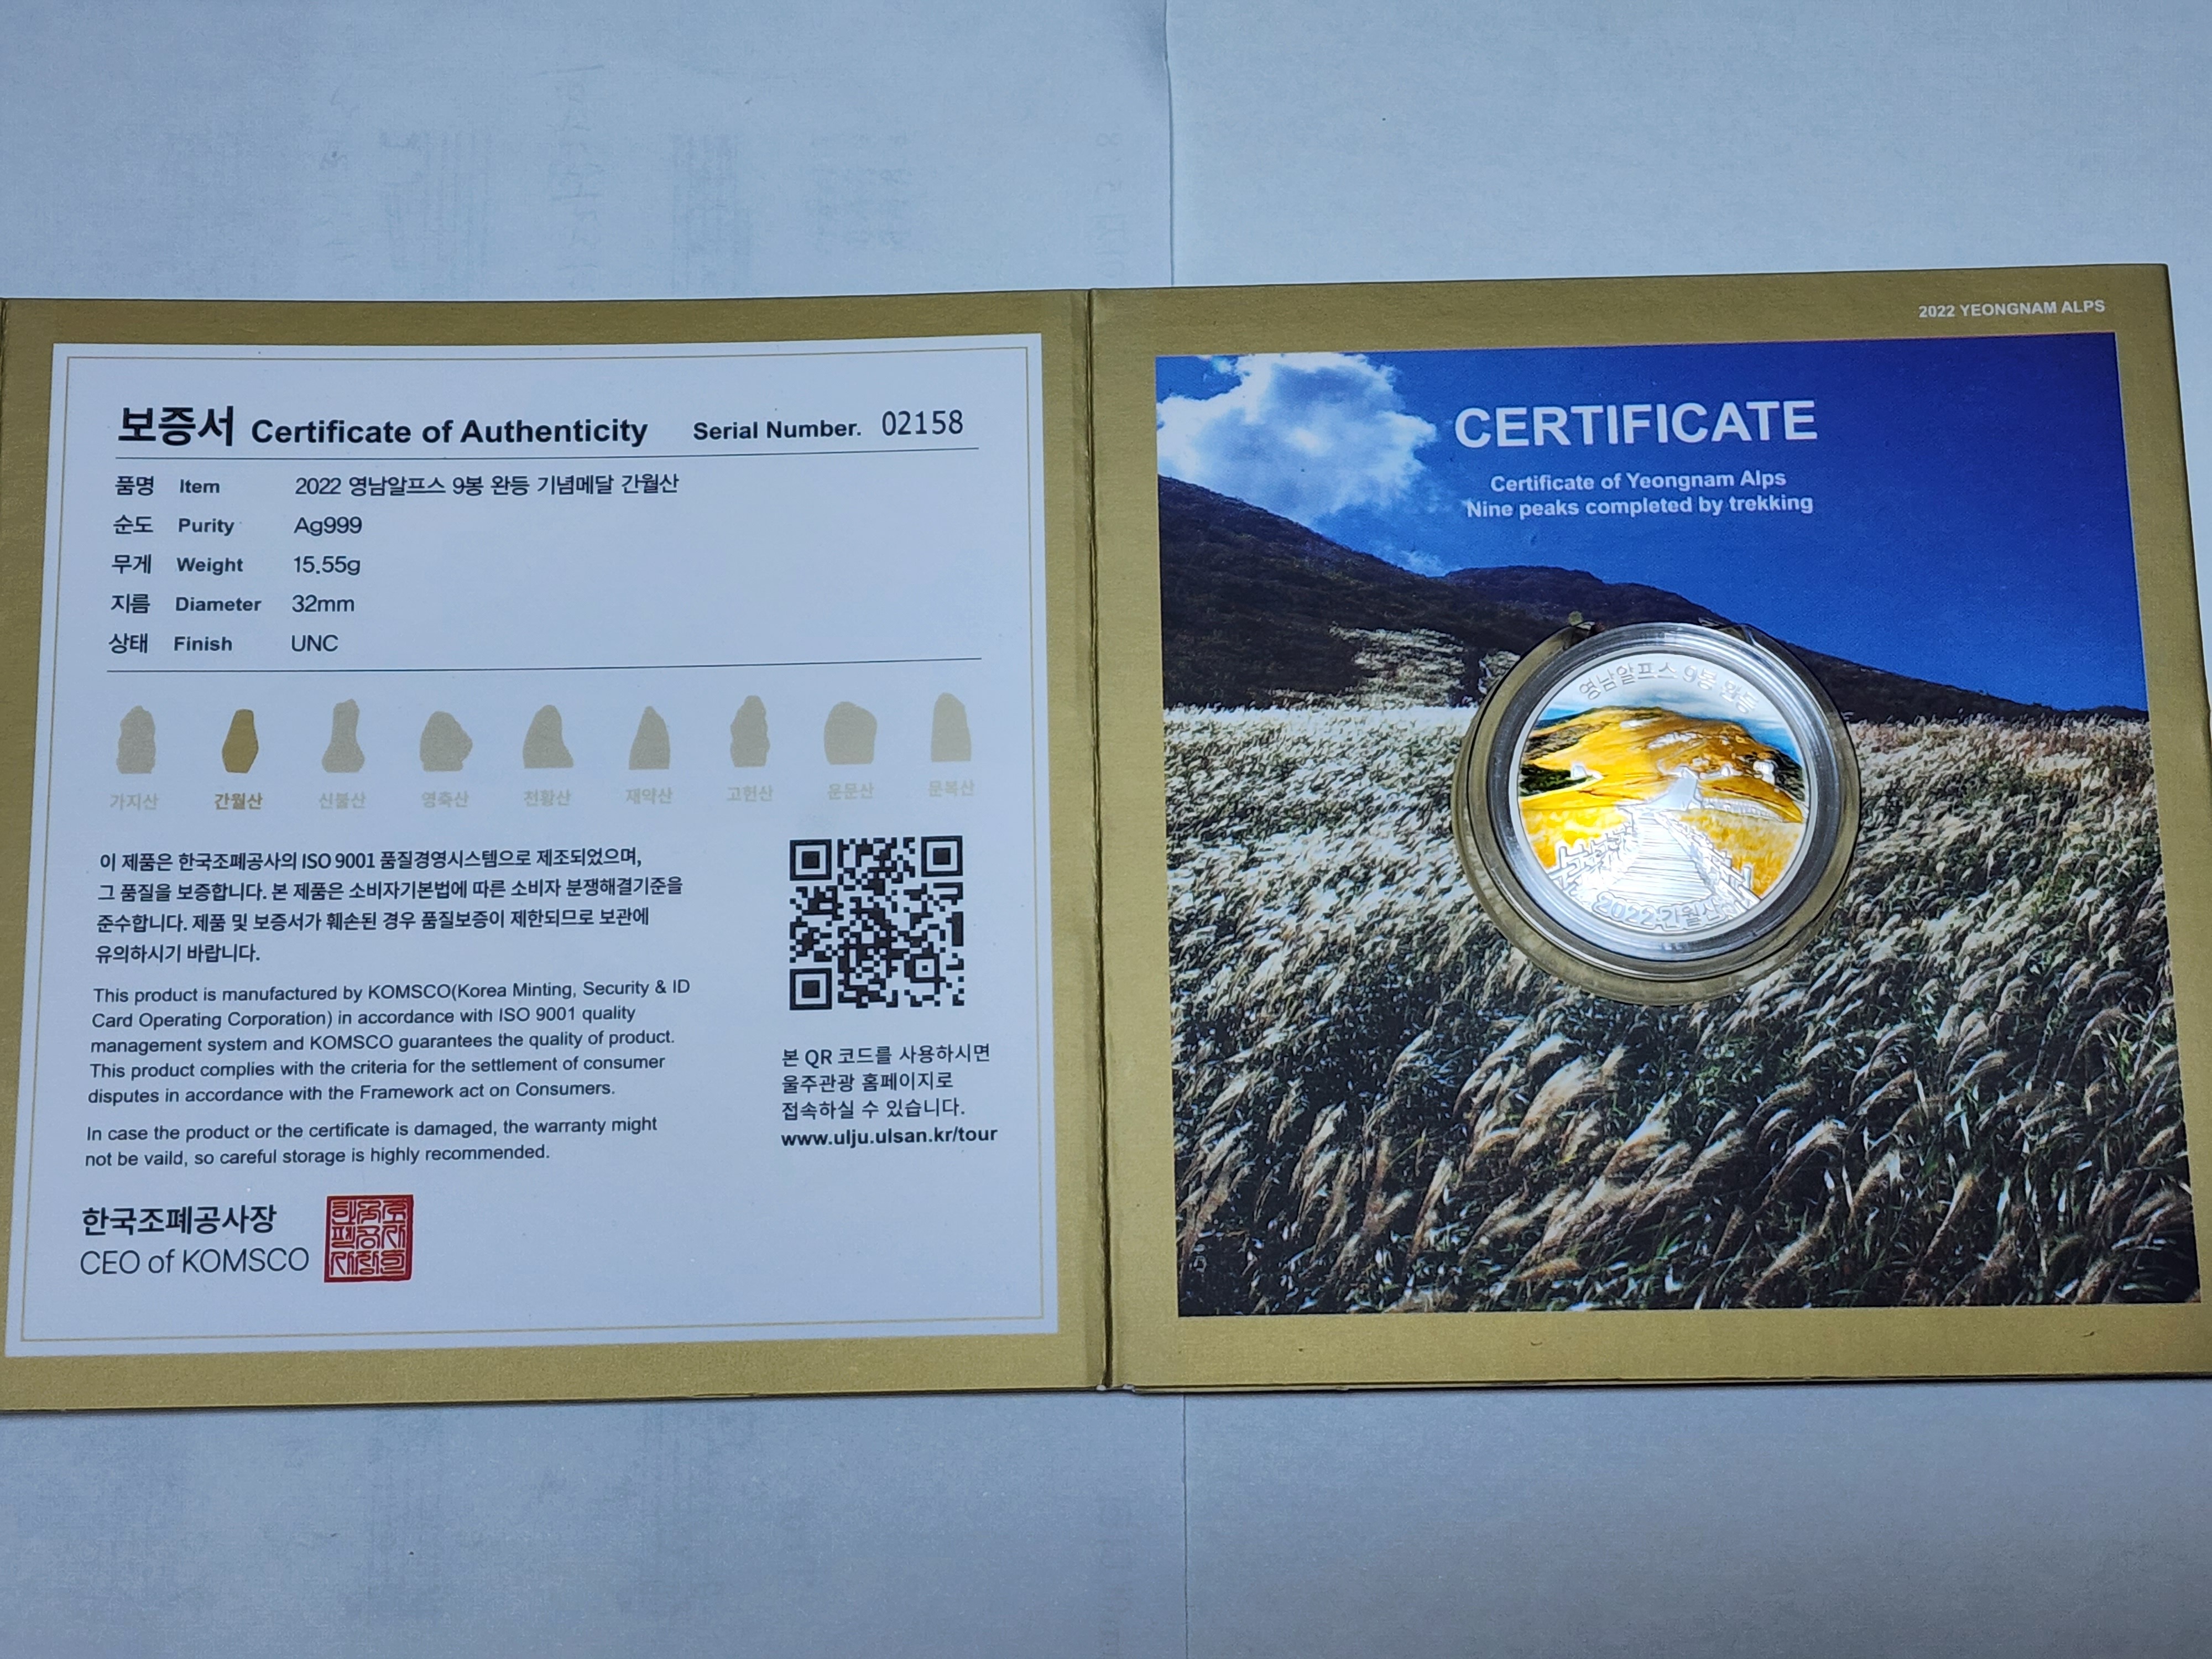 보증서 Certificate of Authenticity Serial Number. 02158
품명 Item 2022 영남알프스 9봉 완등 기념메달 간월산
순도 Purity Ag999
무게 Weight 15.55g
지름 Diameter 32mm
상태 Finish UNC
가지산 간월산 신불산 영축산 천황산 재약산 고헌산 운문산 문복산
이 제품은 한국조폐공사의 ISO 9001 품질경영시스템으로 제조되었으며,
그 품질을 보증합니다. 본 제품은 소비자기본법에 따른 소비자 분쟁해결기준을
준수합니다. 제품 및 보증서가 훼손된 경우 품질보증이 제한되므로 보관에
유의하시기 바랍니다.
This product is manufactured by KOMSCO(Korea Minting, Security & ID
Card Operating Corporation) in accordance with ISO 9001 quality
management system and KOMSCO guarantees the quality of product.
This product complies with the criteria for the settlement of consumer
disputes in accordance with the Framework act on Consumers.
In case the product or the certificate is damaged, the warranty might
not be vaild, so careful storage is highly recommended.
본 QR 코드를 사용하시면
울주관광 홈페이지로
접속하실 수 있습니다.
www.ulju.ulsan.kr/tour
한국조폐공사장
CEO of KOMSCO
2022 YEONGNAM ALPS
CERTIFICATE
Certificate of Yeongnam Alps
Nine peaks completed by trekking
영남알프스 9봉 완등
2022 간월산